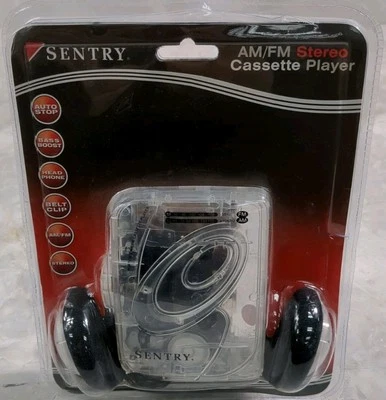 SENTRY
AM/FM Stereo
Cassette Player
AUTO
STOP
BASS
BOOST
HEAD
PHONE
BELT
CLIP
AM/FM
STEREO
FM
AM
SENTRY